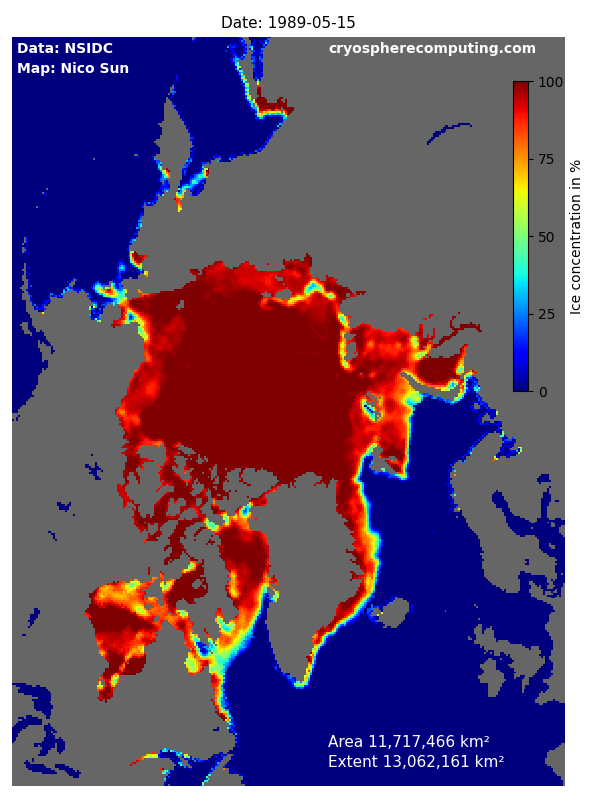 Date: 1989-05-15
Data: NSIDC
Map: Nico Sun
cryospherecomputing.com
100
75
50
25
0
Ice concentration in %
Area 11,717,466 km²
Extent 13,062,161 km²